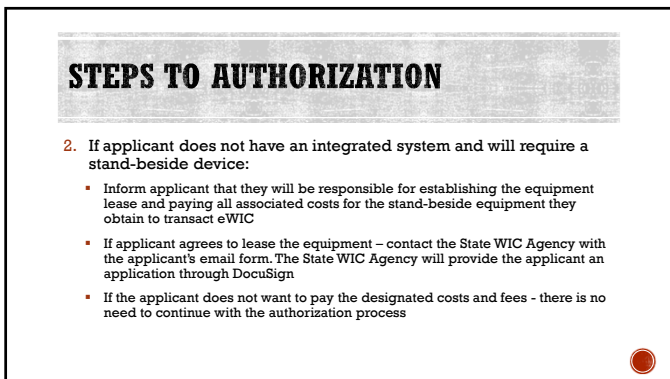 STEPS TO AUTHORIZATION
2. If applicant does not have an integrated system and will require a
stand-beside device:
▪ Inform applicant that they will be responsible for establishing the equipment
lease and paying all associated costs for the stand-beside equipment they
obtain to transact eWIC
▪ If applicant agrees to lease the equipment – contact the State WIC Agency with
the applicant's email form. The State WIC Agency will provide the applicant an
application through DocuSign
▪ If the applicant does not want to pay the designated costs and fees - there is no
need to continue with the authorization process